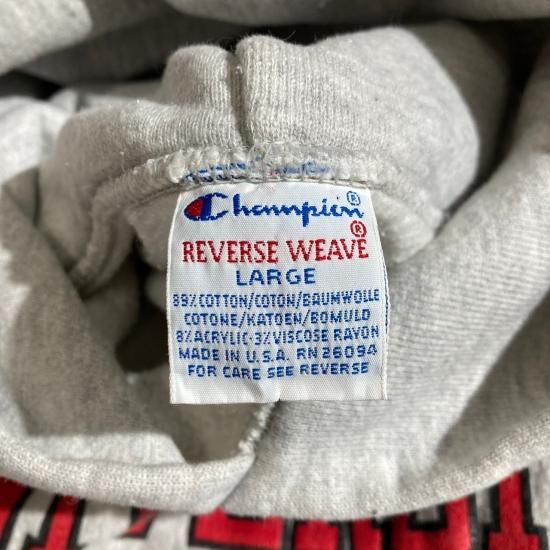 Champion®
REVERSE WEAVE®
LARGE
89% COTTON/COTON/BAUMWOLLE
COTONE/KATOEN/BOMULD
8% ACRYLIC·3% VISCOSE RAYON
MADE IN U.S.A. RN 26094
FOR CARE SEE REVERSE